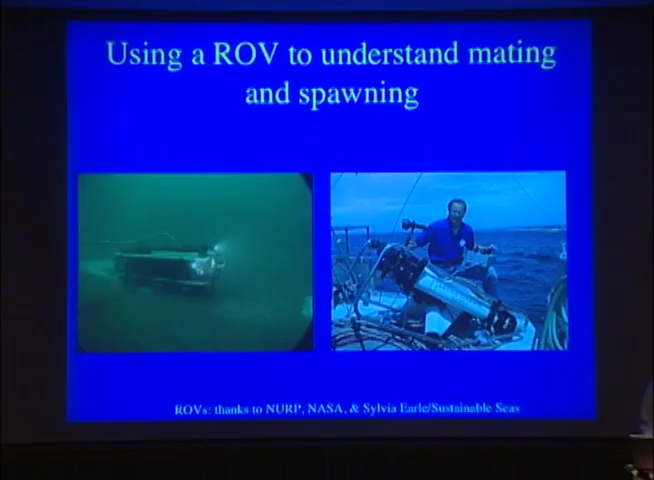 Using a ROV to understand mating
and spawning
ROVs: thanks to NURP, NASA, & Sylvia Earle/Sustainable Seas